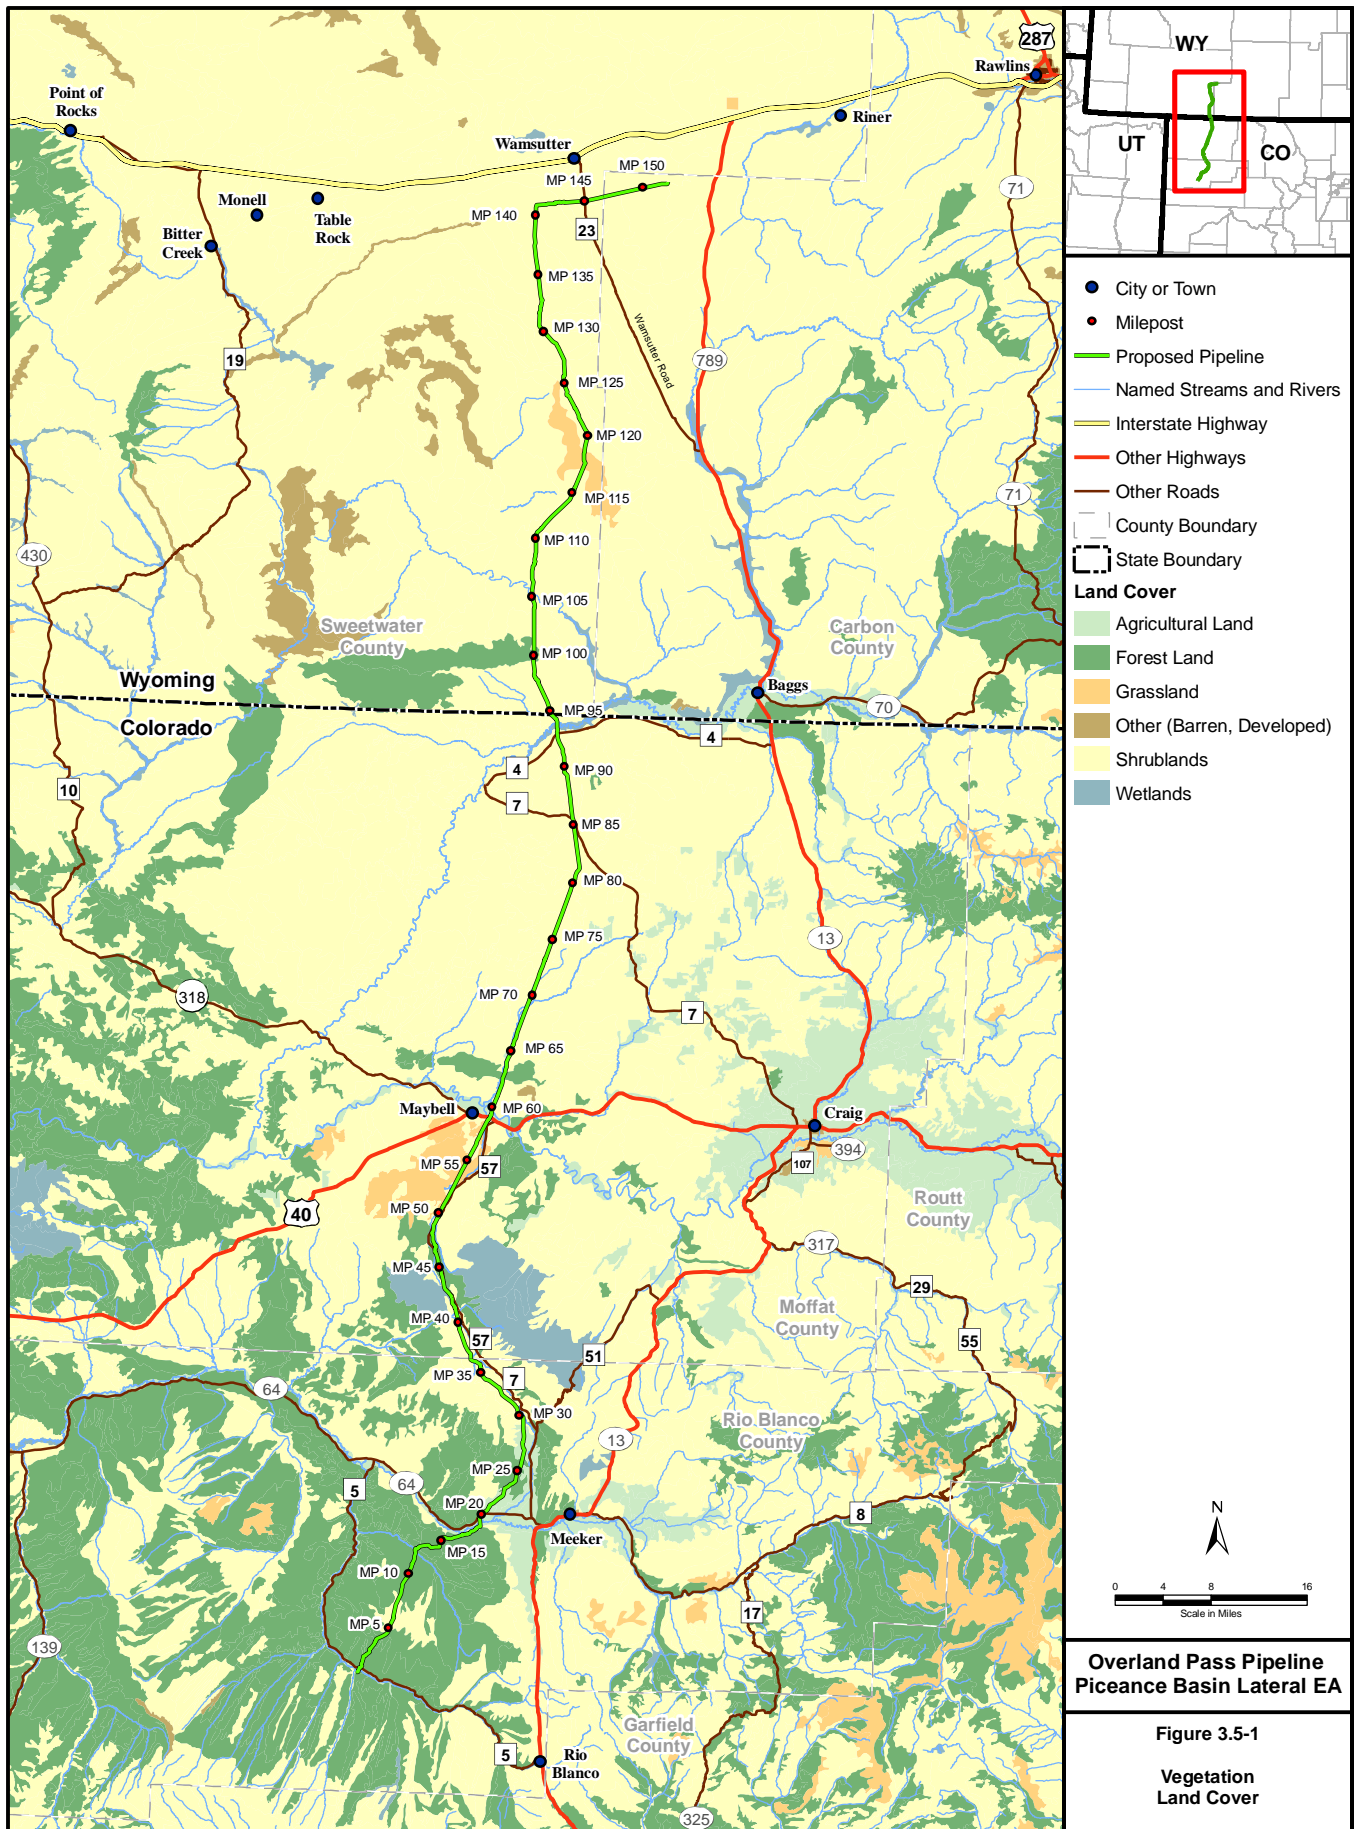 287
Rawlins
Point of
Rocks
Riner
Wamsutter
MP 150
MP 145
71
Monell
Table
Rock
MP 140
23
Bitter
Creek
MP 135
MP 130
Wamsutter Road
19
789
MP 125
MP 120
MP 115
71
430
MP 110
MP 105
Sweetwater
County
Carbon
County
MP 100
Wyoming
Baggs
70
MP 95
Colorado
4
4
MP 90
10
7
MP 85
MP 80
13
MP 75
318
MP 70
7
MP 65
Maybell
MP 60
Craig
394
MP 55
57
107
40
MP 50
Routt
County
317
MP 45
29
Moffat
County
MP 40
57
55
51
MP 35
7
64
MP 30
Rio Blanco
County
13
MP 25
64
5
MP 20
8
Meeker
MP 15
MP 10
17
MP 5
139
Garfield
County
5
Rio
Blanco
325
WY
UT
CO
City or Town
Milepost
Proposed Pipeline
Named Streams and Rivers
Interstate Highway
Other Highways
Other Roads
County Boundary
State Boundary
Land Cover
Agricultural Land
Forest Land
Grassland
Other (Barren, Developed)
Shrublands
Wetlands
N
0 4 8 16
Scale in Miles
Overland Pass Pipeline
Piceance Basin Lateral EA
Figure 3.5-1
Vegetation
Land Cover